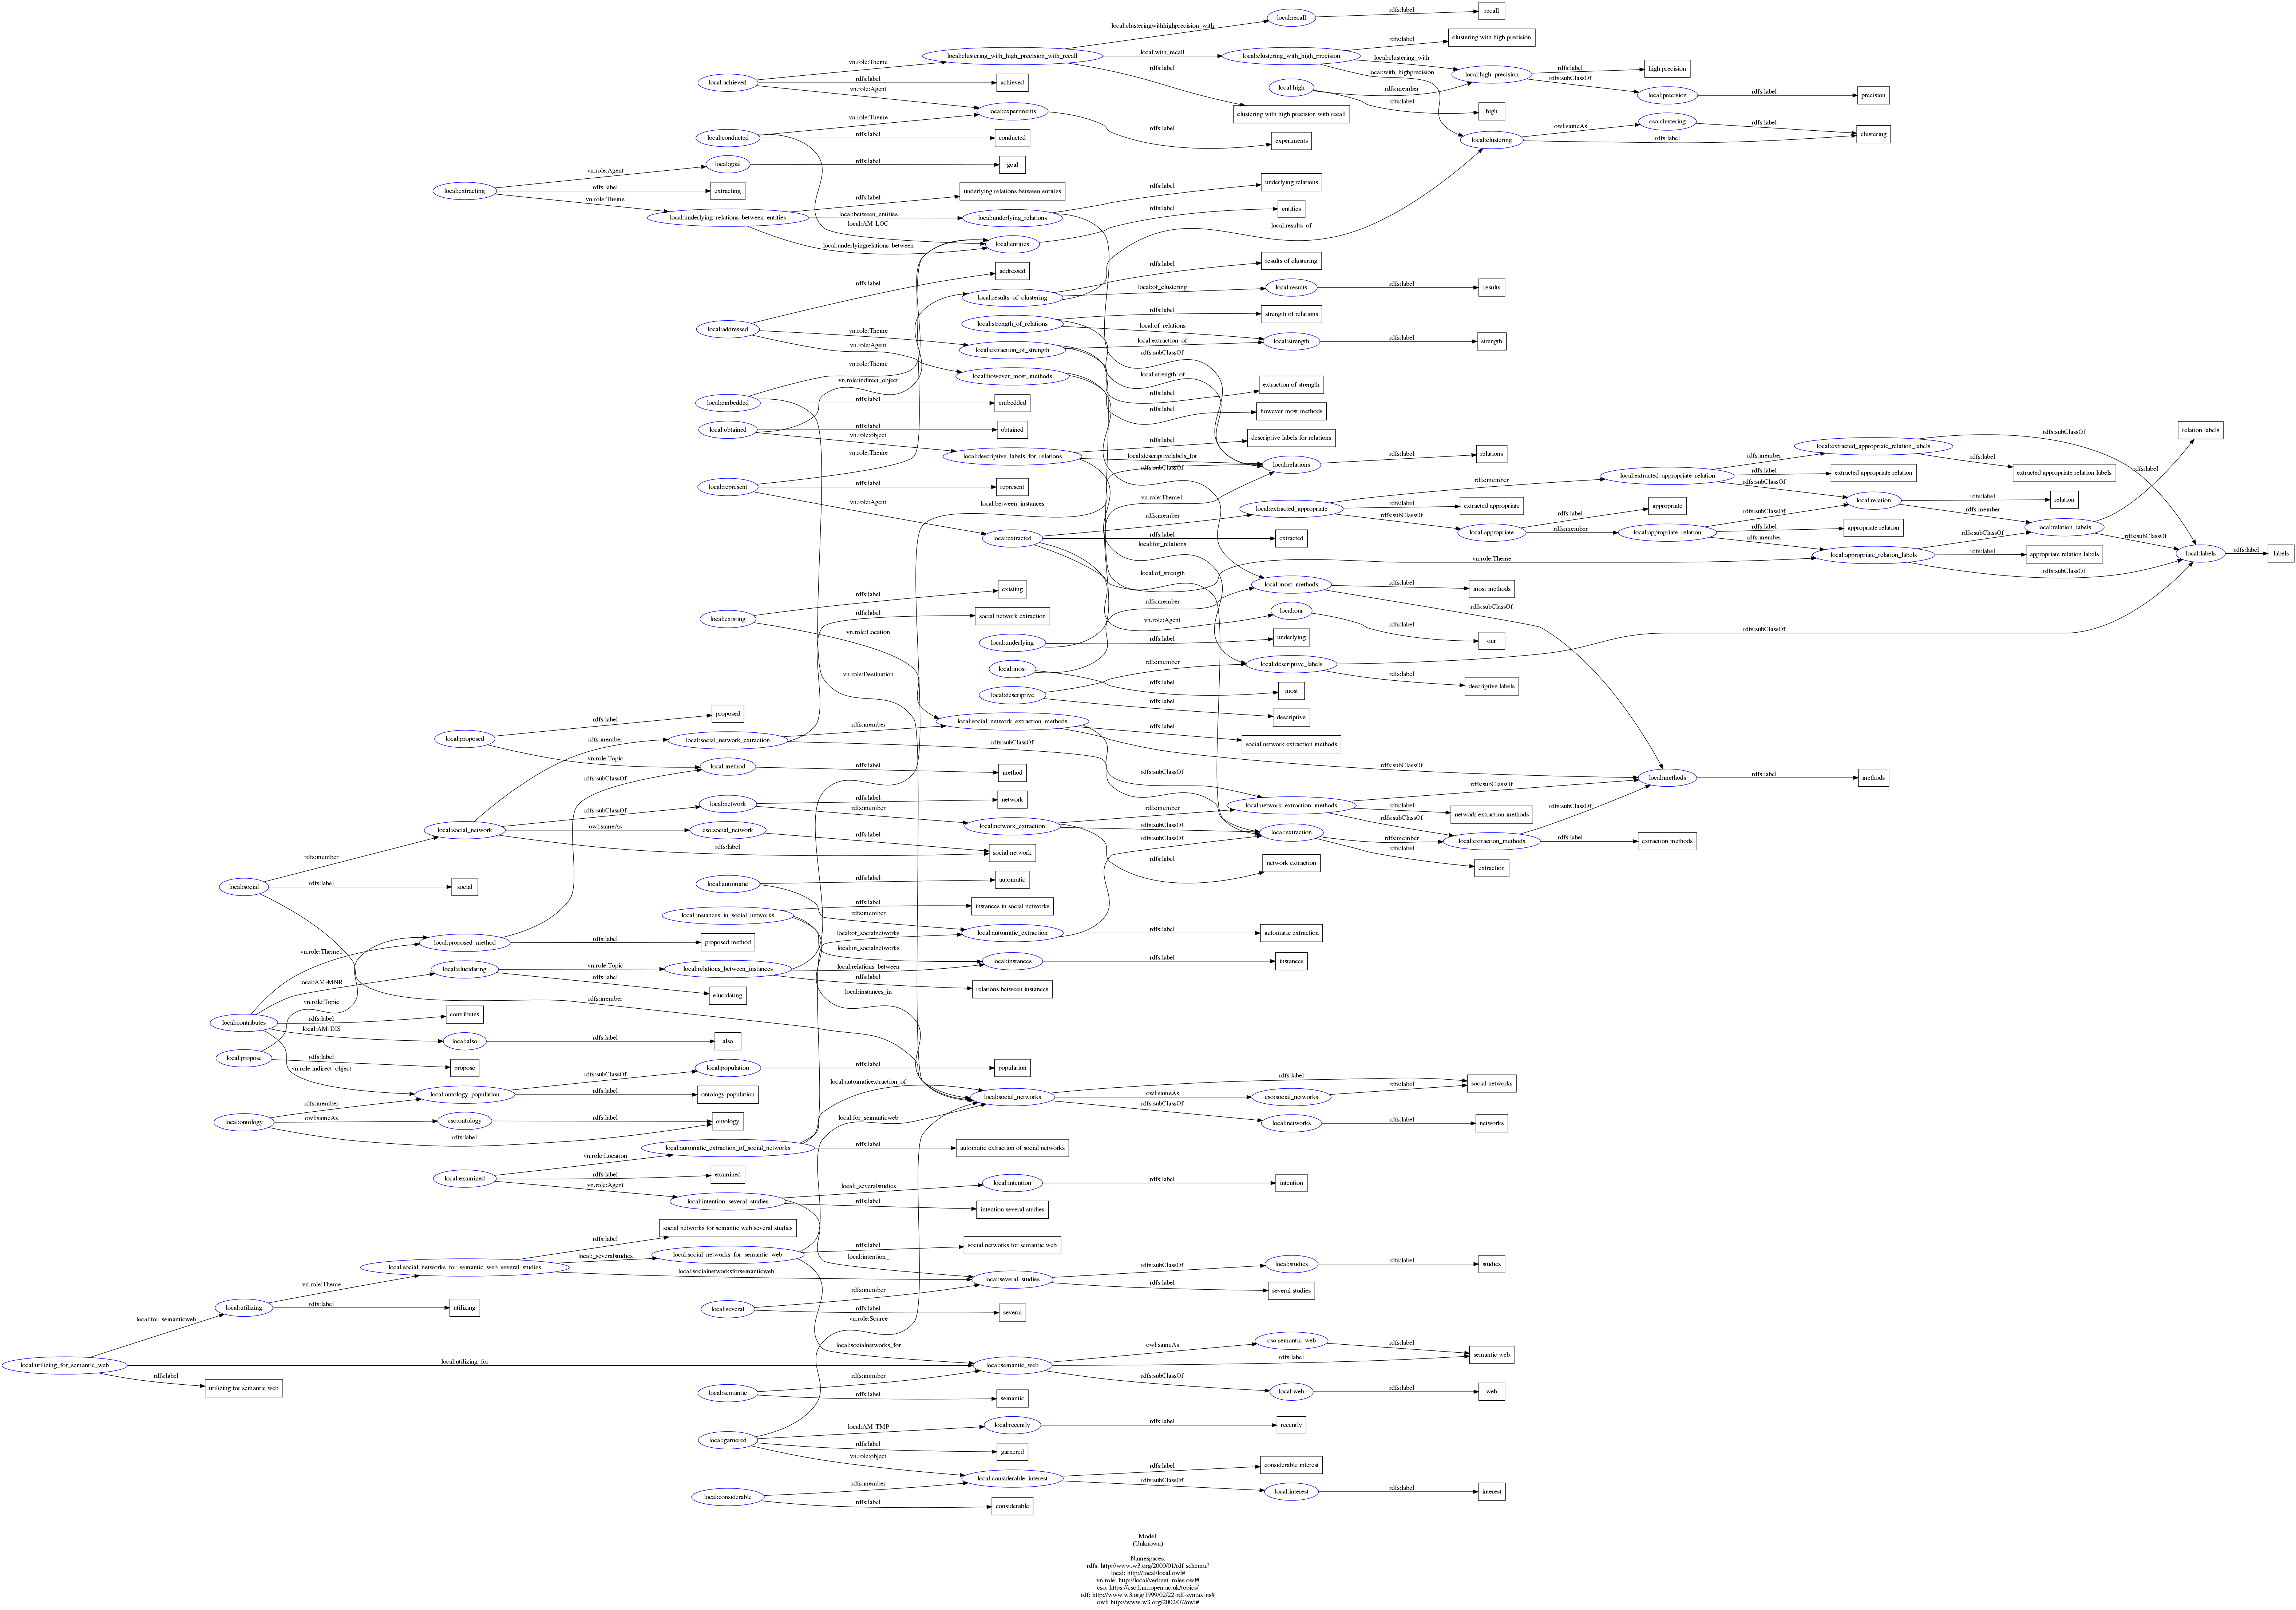 local:recall
rdfs:label
recall
local:clusteringwithhighprecision_with
local:clustering_with_high_precision_with_recall
local:with_recall
local:clustering_with_high_precision
rdfs:label
clustering with high precision
local:clustering_with
rdfs:label
clustering with high precision with recall
local:with_highprecision
local:high_precision
rdfs:label
high precision
rdfs:subClassOf
local:precision
rdfs:label
precision
local:achieved
vn.role:Theme
rdfs:label
achieved
vn.role:Agent
local:high
rdfs:member
rdfs:label
high
local:experiments
rdfs:label
experiments
local:conducted
vn.role:Theme
rdfs:label
conducted
local:AM-LOC
local:clustering
owl:sameAs
cso:clustering
rdfs:label
rdfs:label
clustering
local:extracting
vn.role:Agent
local:goal
rdfs:label
goal
rdfs:label
extracting
vn.role:Theme
local:underlying_relations_between_entities
rdfs:label
underlying relations between entities
local:between_entities
local:underlying_relations
rdfs:label
underlying relations
rdfs:subClassOf
local:underlyingrelations_between
local:entities
rdfs:label
entities
local:results_of
local:results_of_clustering
rdfs:label
results of clustering
local:of_clustering
local:results
rdfs:label
results
local:addressed
rdfs:label
addressed
vn.role:Theme
vn.role:Agent
local:strength_of_relations
rdfs:label
strength of relations
local:of_relations
local:strength_of
local:strength
rdfs:label
strength
local:extraction_of_strength
local:extraction_of
rdfs:label
extraction of strength
local:of_strength
local:however_most_methods
rdfs:label
however most methods
local:embedded
vn.role:Theme
rdfs:label
embedded
vn.role:Destination
local:obtained
vn.role:indirect_object
rdfs:label
obtained
vn.role:object
local:descriptive_labels_for_relations
rdfs:label
descriptive labels for relations
local:descriptivelabels_for
local:for_relations
local:relations
rdfs:label
relations
rdfs:subClassOf
local:represent
vn.role:Theme
rdfs:label
represent
vn.role:Agent
local:between_instances
local:extracted
rdfs:member
rdfs:label
extracted
vn.role:Theme1
vn.role:Theme
vn.role:Agent
local:extracted_appropriate
rdfs:member
rdfs:label
extracted appropriate
rdfs:subClassOf
local:appropriate
rdfs:label
appropriate
rdfs:member
local:extracted_appropriate_relation
rdfs:member
rdfs:label
extracted appropriate relation
rdfs:subClassOf
local:extracted_appropriate_relation_labels
rdfs:subClassOf
rdfs:label
extracted appropriate relation labels
local:appropriate_relation
rdfs:subClassOf
rdfs:label
appropriate relation
rdfs:member
local:relation
rdfs:label
relation
rdfs:member
local:relation_labels
rdfs:label
relation labels
rdfs:subClassOf
local:appropriate_relation_labels
rdfs:subClassOf
rdfs:label
appropriate relation labels
rdfs:subClassOf
local:labels
rdfs:label
labels
local:existing
rdfs:label
existing
vn.role:Location
rdfs:label
social network extraction
local:most_methods
rdfs:label
most methods
rdfs:subClassOf
local:our
rdfs:label
our
local:underlying
rdfs:member
rdfs:label
underlying
local:most
rdfs:label
most
local:descriptive
rdfs:member
rdfs:label
descriptive
local:descriptive_labels
rdfs:subClassOf
rdfs:label
descriptive labels
local:proposed
rdfs:label
proposed
vn.role:Topic
local:social_network_extraction
rdfs:member
rdfs:subClassOf
local:social_network_extraction_methods
rdfs:label
social network extraction methods
rdfs:subClassOf
rdfs:subClassOf
local:method
rdfs:label
method
local:methods
rdfs:label
methods
rdfs:member
rdfs:subClassOf
local:social_network
rdfs:subClassOf
local:network
rdfs:label
network
rdfs:member
owl:sameAs
cso:social_network
rdfs:label
rdfs:label
social network
local:network_extraction
rdfs:member
rdfs:subClassOf
rdfs:subClassOf
rdfs:label
network extraction
local:network_extraction_methods
rdfs:subClassOf
rdfs:label
network extraction methods
rdfs:subClassOf
local:extraction
rdfs:member
rdfs:label
extraction
local:extraction_methods
rdfs:subClassOf
rdfs:label
extraction methods
local:social
rdfs:member
rdfs:label
social
rdfs:member
local:automatic
rdfs:label
automatic
rdfs:member
local:instances_in_social_networks
rdfs:label
instances in social networks
local:of_socialnetworks
local:in_socialnetworks
local:automatic_extraction
rdfs:label
automatic extraction
local:proposed_method
rdfs:label
proposed method
vn.role:Theme1
local:elucidating
vn.role:Topic
rdfs:label
elucidating
local:relations_between_instances
local:relations_between
rdfs:label
relations between instances
local:instances
rdfs:label
instances
local:instances_in
local:AM-MNR
vn.role:Topic
local:contributes
rdfs:label
contributes
local:AM-DIS
local:also
rdfs:label
also
local:propose
rdfs:label
propose
vn.role:indirect_object
local:ontology_population
rdfs:subClassOf
local:population
rdfs:label
population
rdfs:label
ontology population
local:ontology
rdfs:member
owl:sameAs
cso:ontology
rdfs:label
rdfs:label
ontology
local:automaticextraction_of
local:for_semanticweb
local:social_networks
rdfs:label
social networks
owl:sameAs
cso:social_networks
rdfs:label
rdfs:subClassOf
local:networks
rdfs:label
networks
local:automatic_extraction_of_social_networks
rdfs:label
automatic extraction of social networks
local:examined
vn.role:Location
rdfs:label
examined
vn.role:Agent
local:intention_several_studies
local:_severalstudies
local:intention
rdfs:label
intention
rdfs:label
intention several studies
local:intention_
rdfs:label
social networks for semantic web several studies
local:social_networks_for_semantic_web_several_studies
local:_severalstudies
local:social_networks_for_semantic_web
rdfs:label
social networks for semantic web
local:socialnetworksforsemanticweb_
local:several_studies
rdfs:subClassOf
local:studies
rdfs:label
studies
rdfs:label
several studies
vn.role:Theme
local:utilizing
rdfs:label
utilizing
local:several
rdfs:member
rdfs:label
several
vn.role:Source
local:for_semanticweb
local:socialnetworks_for
local:utilizing_for_semantic_web
local:utilizing_for
rdfs:label
utilizing for semantic web
local:semantic_web
owl:sameAs
cso:semantic_web
rdfs:label
rdfs:label
semantic web
rdfs:subClassOf
local:web
rdfs:label
web
local:semantic
rdfs:member
rdfs:label
semantic
local:garnered
local:AM-TMP
local:recently
rdfs:label
recently
rdfs:label
garnered
vn.role:object
local:considerable_interest
rdfs:label
considerable interest
rdfs:subClassOf
local:interest
rdfs:label
interest
local:considerable
rdfs:member
rdfs:label
considerable
Model:
(Unknown)
Namespaces:
rdfs: http://www.w3.org/2000/01/rdf-schema#
local: http://local/local.owl#
vn.role: http://local/verbnet_roles.owl#
cso: https://cso.kmi.open.ac.uk/topics/
rdf: http://www.w3.org/1999/02/22-rdf-syntax-ns#
owl: http://www.w3.org/2002/07/owl#